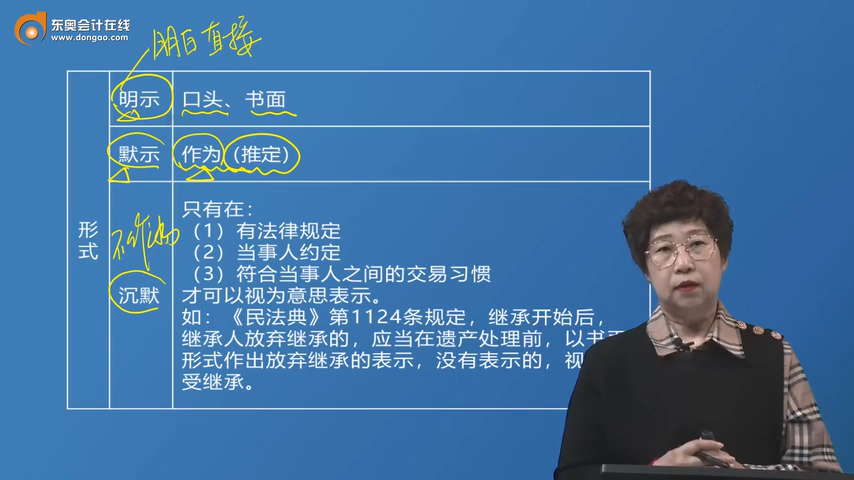 东奥会计在线
www.dongao.com
明白直接
明示
口头、书面
默示
作为（推定）
形式
不作为
沉默
只有在：
（1）有法律规定
（2）当事人约定
（3）符合当事人之间的交易习惯
才可以视为意思表示。
如：《民法典》第1124条规定，继承开始后，
继承人放弃继承的，应当在遗产处理前，以书
形式作出放弃继承的表示，没有表示的，视
受继承。